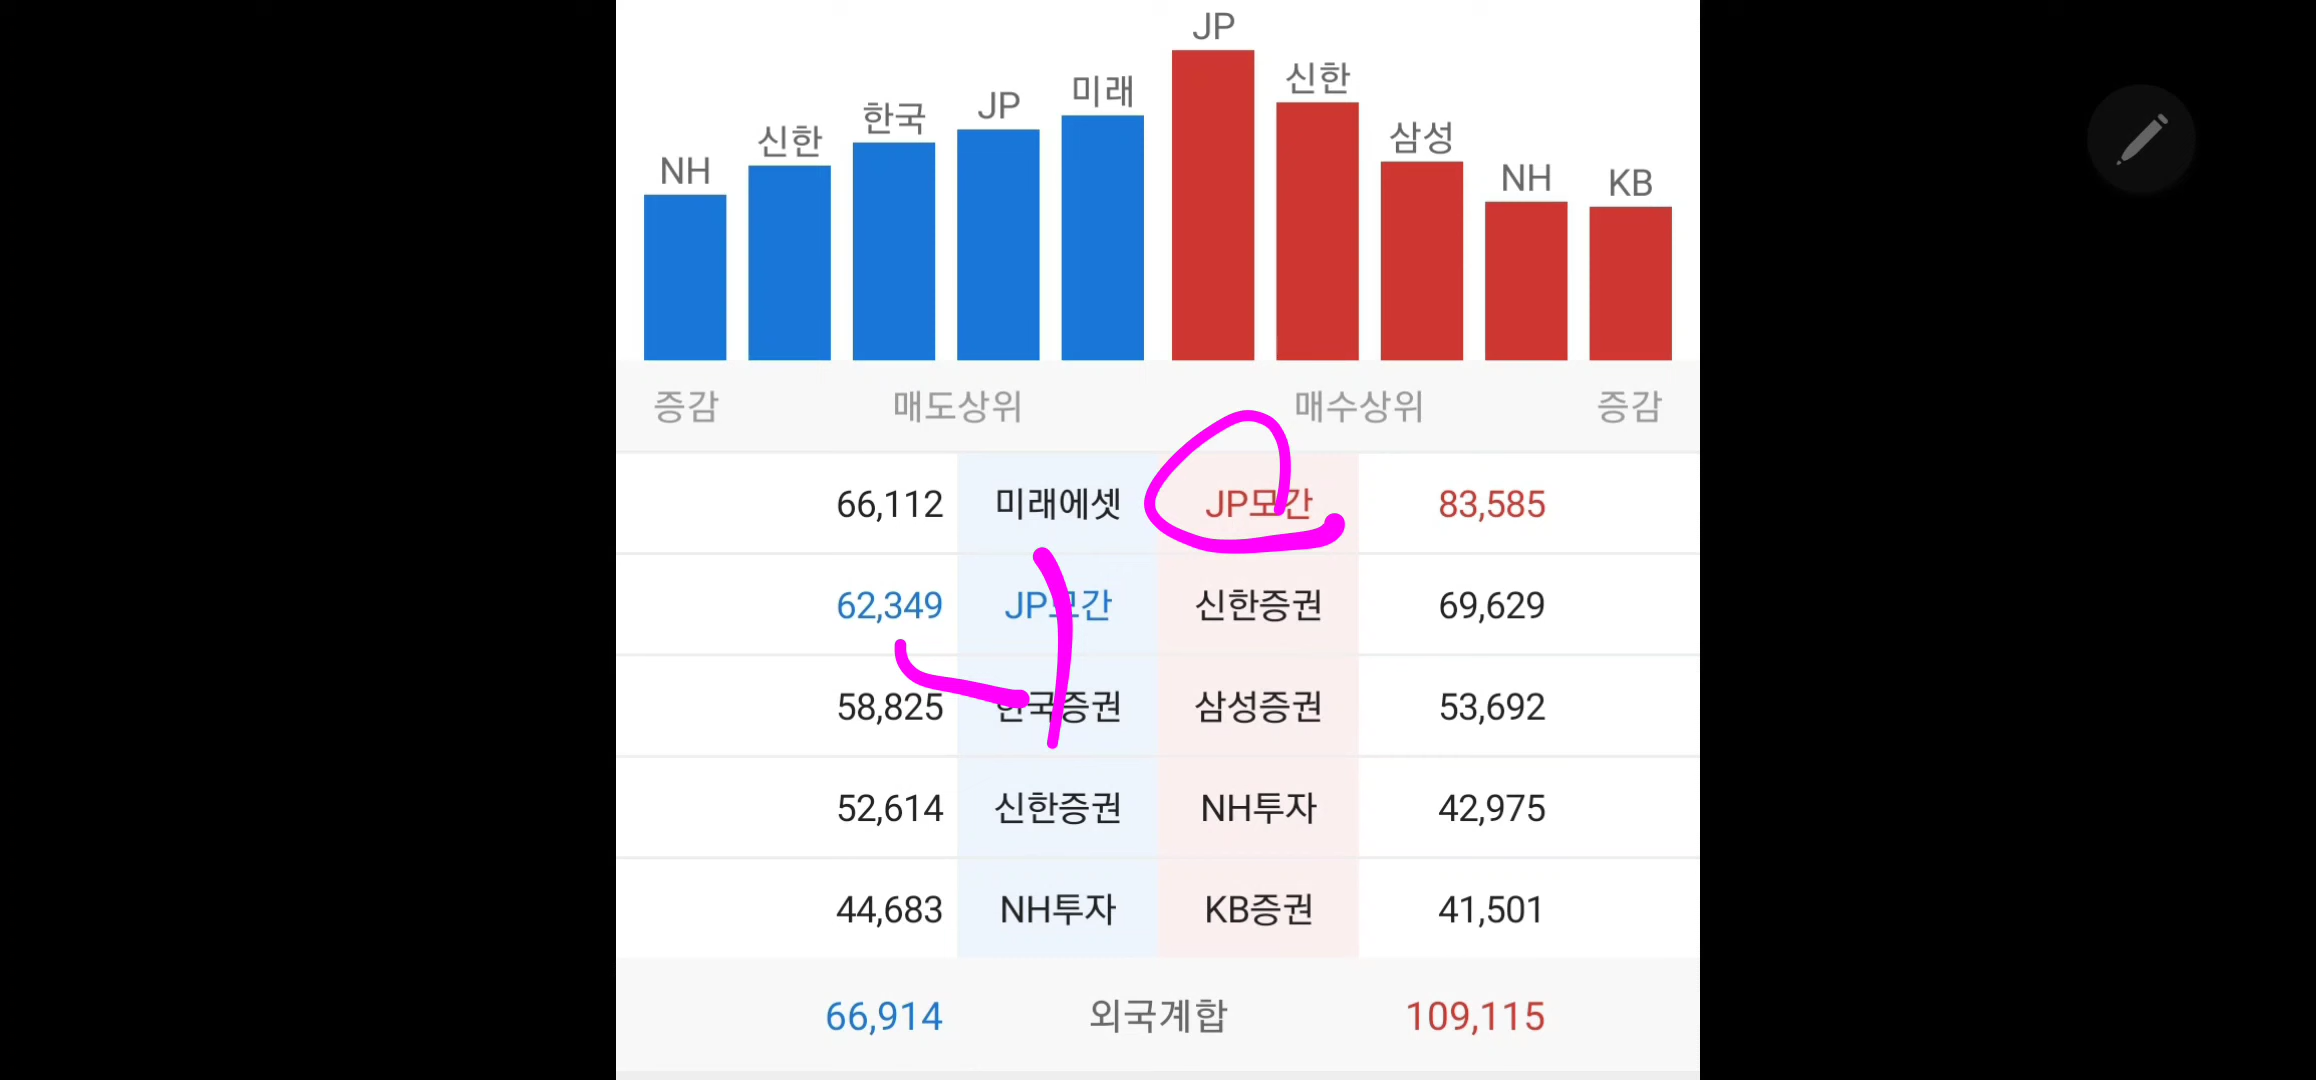 JP
미래 신한
한국 JP 삼성
NH 신한 NH KB
증감 매도상위 매수상위 증감
66,112 미래에셋 JP모간 83,585
62,349 JP모간 신한증권 69,629
58,825 한국증권 삼성증권 53,692
52,614 신한증권 NH투자 42,975
44,683 NH투자 KB증권 41,501
66,914 외국계합 109,115